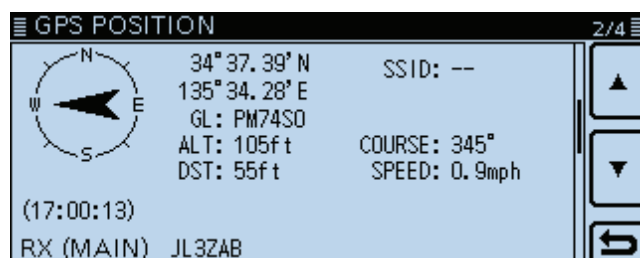 GPS POSITION 2/4
N
W E
S
34°37.39'N
135°34.28'E
GL: PM74SO
ALT: 105ft
DST: 55ft
SSID: --
COURSE: 345°
SPEED: 0.9mph
(17:00:13)
RX (MAIN) JL3ZAB